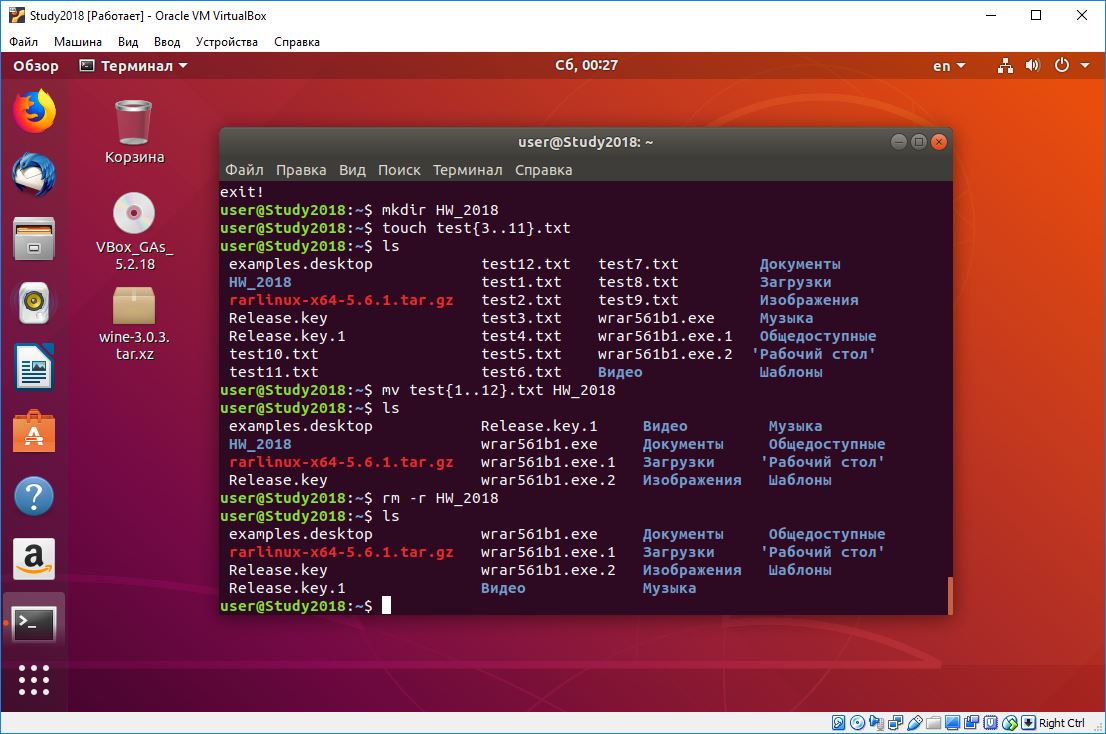 Study2018 [Работает] - Oracle VM VirtualBox
Файл Машина Вид Ввод Устройства Справка
Обзор Терминал Сб, 00:27 en
Корзина
VBox_GAs_
5.2.18
wine-3.0.3.
tar.xz
user@Study2018: ~
Файл Правка Вид Поиск Терминал Справка
exit!
user@Study2018:~$ mkdir HW_2018
user@Study2018:~$ touch test{3..11}.txt
user@Study2018:~$ ls
examples.desktop test12.txt test7.txt Документы
HW_2018 test1.txt test8.txt Загрузки
rarlinux-x64-5.6.1.tar.gz test2.txt test9.txt Изображения
Release.key test3.txt wrar561b1.exe Музыка
Release.key.1 test4.txt wrar561b1.exe.1 Общедоступные
test10.txt test5.txt wrar561b1.exe.2 'Рабочий стол'
test11.txt test6.txt Видео Шаблоны
user@Study2018:~$ mv test{1..12}.txt HW_2018
user@Study2018:~$ ls
examples.desktop Release.key.1 Видео Музыка
HW_2018 wrar561b1.exe Документы Общедоступные
rarlinux-x64-5.6.1.tar.gz wrar561b1.exe.1 Загрузки 'Рабочий стол'
Release.key wrar561b1.exe.2 Изображения Шаблоны
user@Study2018:~$ rm -r HW_2018
user@Study2018:~$ ls
examples.desktop wrar561b1.exe Документы Общедоступные
rarlinux-x64-5.6.1.tar.gz wrar561b1.exe.1 Загрузки 'Рабочий стол'
Release.key wrar561b1.exe.2 Изображения Шаблоны
Release.key.1 Видео Музыка
user@Study2018:~$
Right Ctrl